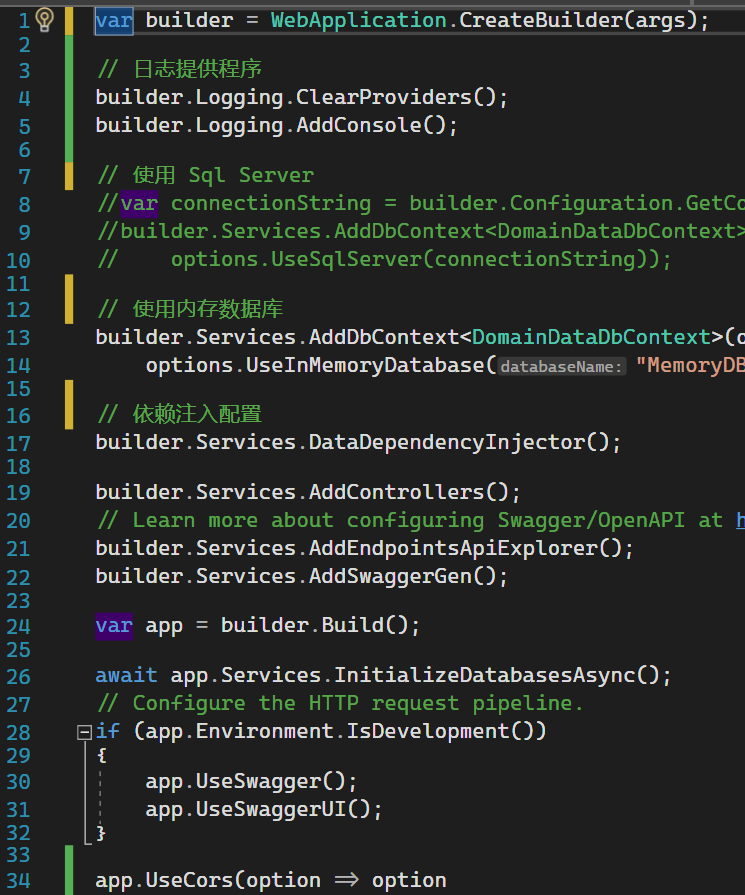 1 var builder = WebApplication.CreateBuilder(args);
2
3 // 日志提供程序
4 builder.Logging.ClearProviders();
5 builder.Logging.AddConsole();
6
7 // 使用 Sql Server
8 //var connectionString = builder.Configuration.GetCo
9 //builder.Services.AddDbContext<DomainDataDbContext>
10 //    options.UseSqlServer(connectionString));
11
12 // 使用内存数据库
13 builder.Services.AddDbContext<DomainDataDbContext>(o
14     options.UseInMemoryDatabase(databaseName: "MemoryDB
15
16 // 依赖注入配置
17 builder.Services.DataDependencyInjector();
18
19 builder.Services.AddControllers();
20 // Learn more about configuring Swagger/OpenAPI at h
21 builder.Services.AddEndpointsApiExplorer();
22 builder.Services.AddSwaggerGen();
23
24 var app = builder.Build();
25
26 await app.Services.InitializeDatabasesAsync();
27 // Configure the HTTP request pipeline.
28 if (app.Environment.IsDevelopment())
29 {
30     app.UseSwagger();
31     app.UseSwaggerUI();
32 }
33
34 app.UseCors(option => option